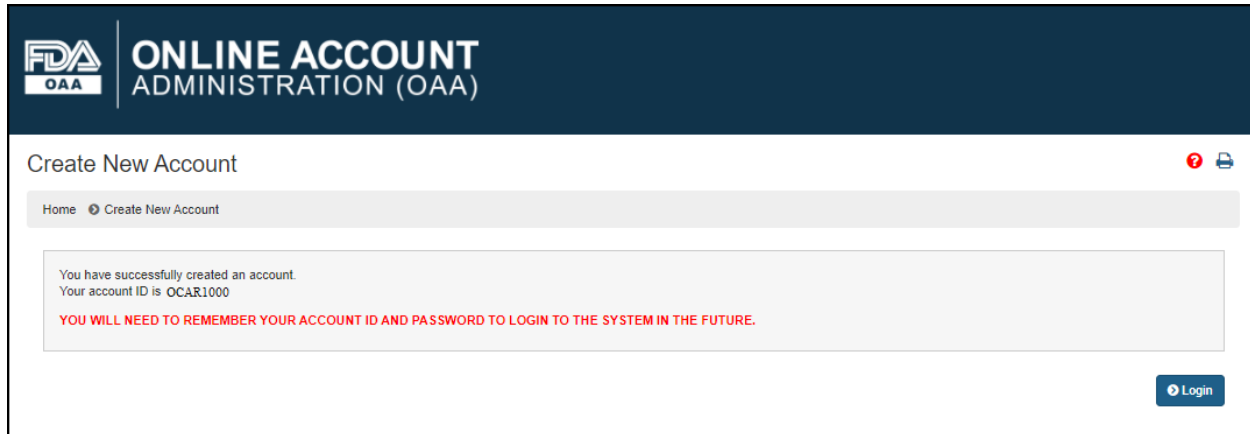 FDA
OAA
ONLINE ACCOUNT
ADMINISTRATION (OAA)
Create New Account
?
Home Create New Account
You have successfully created an account.
Your account ID is OCAR1000
YOU WILL NEED TO REMEMBER YOUR ACCOUNT ID AND PASSWORD TO LOGIN TO THE SYSTEM IN THE FUTURE.
Login